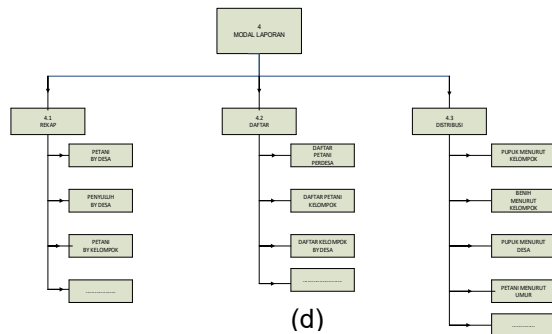 4
MODAL LAPORAN
4.1
REKAP
4.2
DAFTAR
4.3
DISTRIBUSI
PETANI
BY DESA
PENYULUH
BY DESA
PETANI
BY KELOMPOK
......................
DAFTAR
PETANI
PERDESA
DAFTAR PETANI
KELOMPOK
DAFTAR KELOMPOK
BY DESA
......................
PUPUK MENURUT
KELOMPOK
BENIH
MENURUT
KELOMPOK
PUPUK MENURUT
DESA
PETANI MENURUT
UMUR
..............
(d)